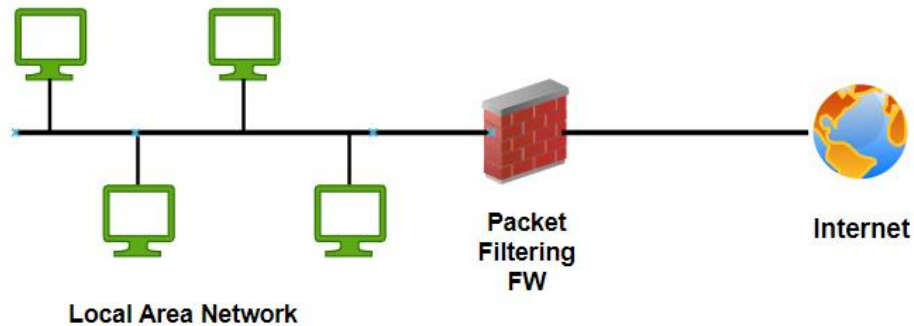 Packet
Filtering
FW
Internet
Local Area Network